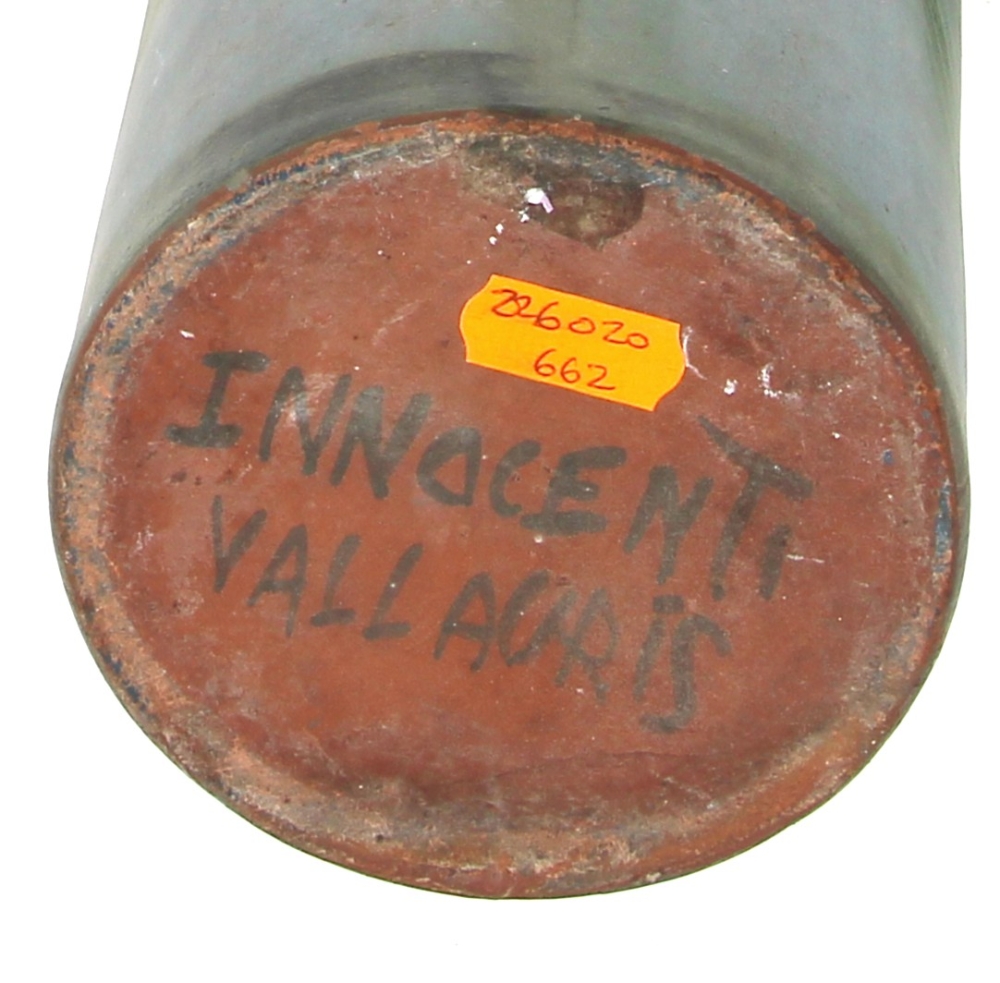 226020
662
INNOCENTi
VALLAURiS